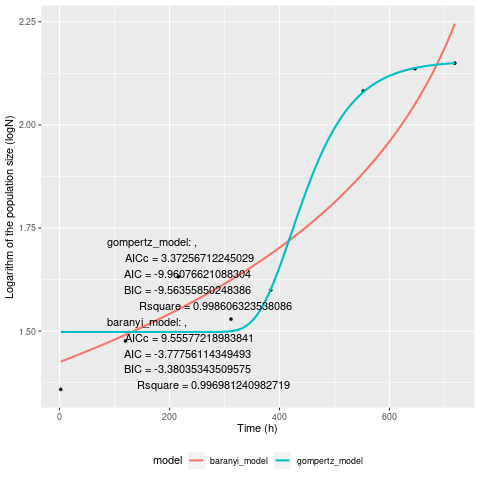 2.25
2.00
1.75
1.50
Logarithm of the population size (logN)
gompertz_model: ,
AICc = 3.37256712245029
AIC = -9.96076621088304
BIC = -9.56355850248386
Rsquare = 0.998606323538086
baranyi_model: ,
AICc = 9.55577218983841
AIC = -3.77756114349493
BIC = -3.38035343509575
Rsquare = 0.996981240982719
0 200 400 600
Time (h)
model baranyi_model gompertz_model